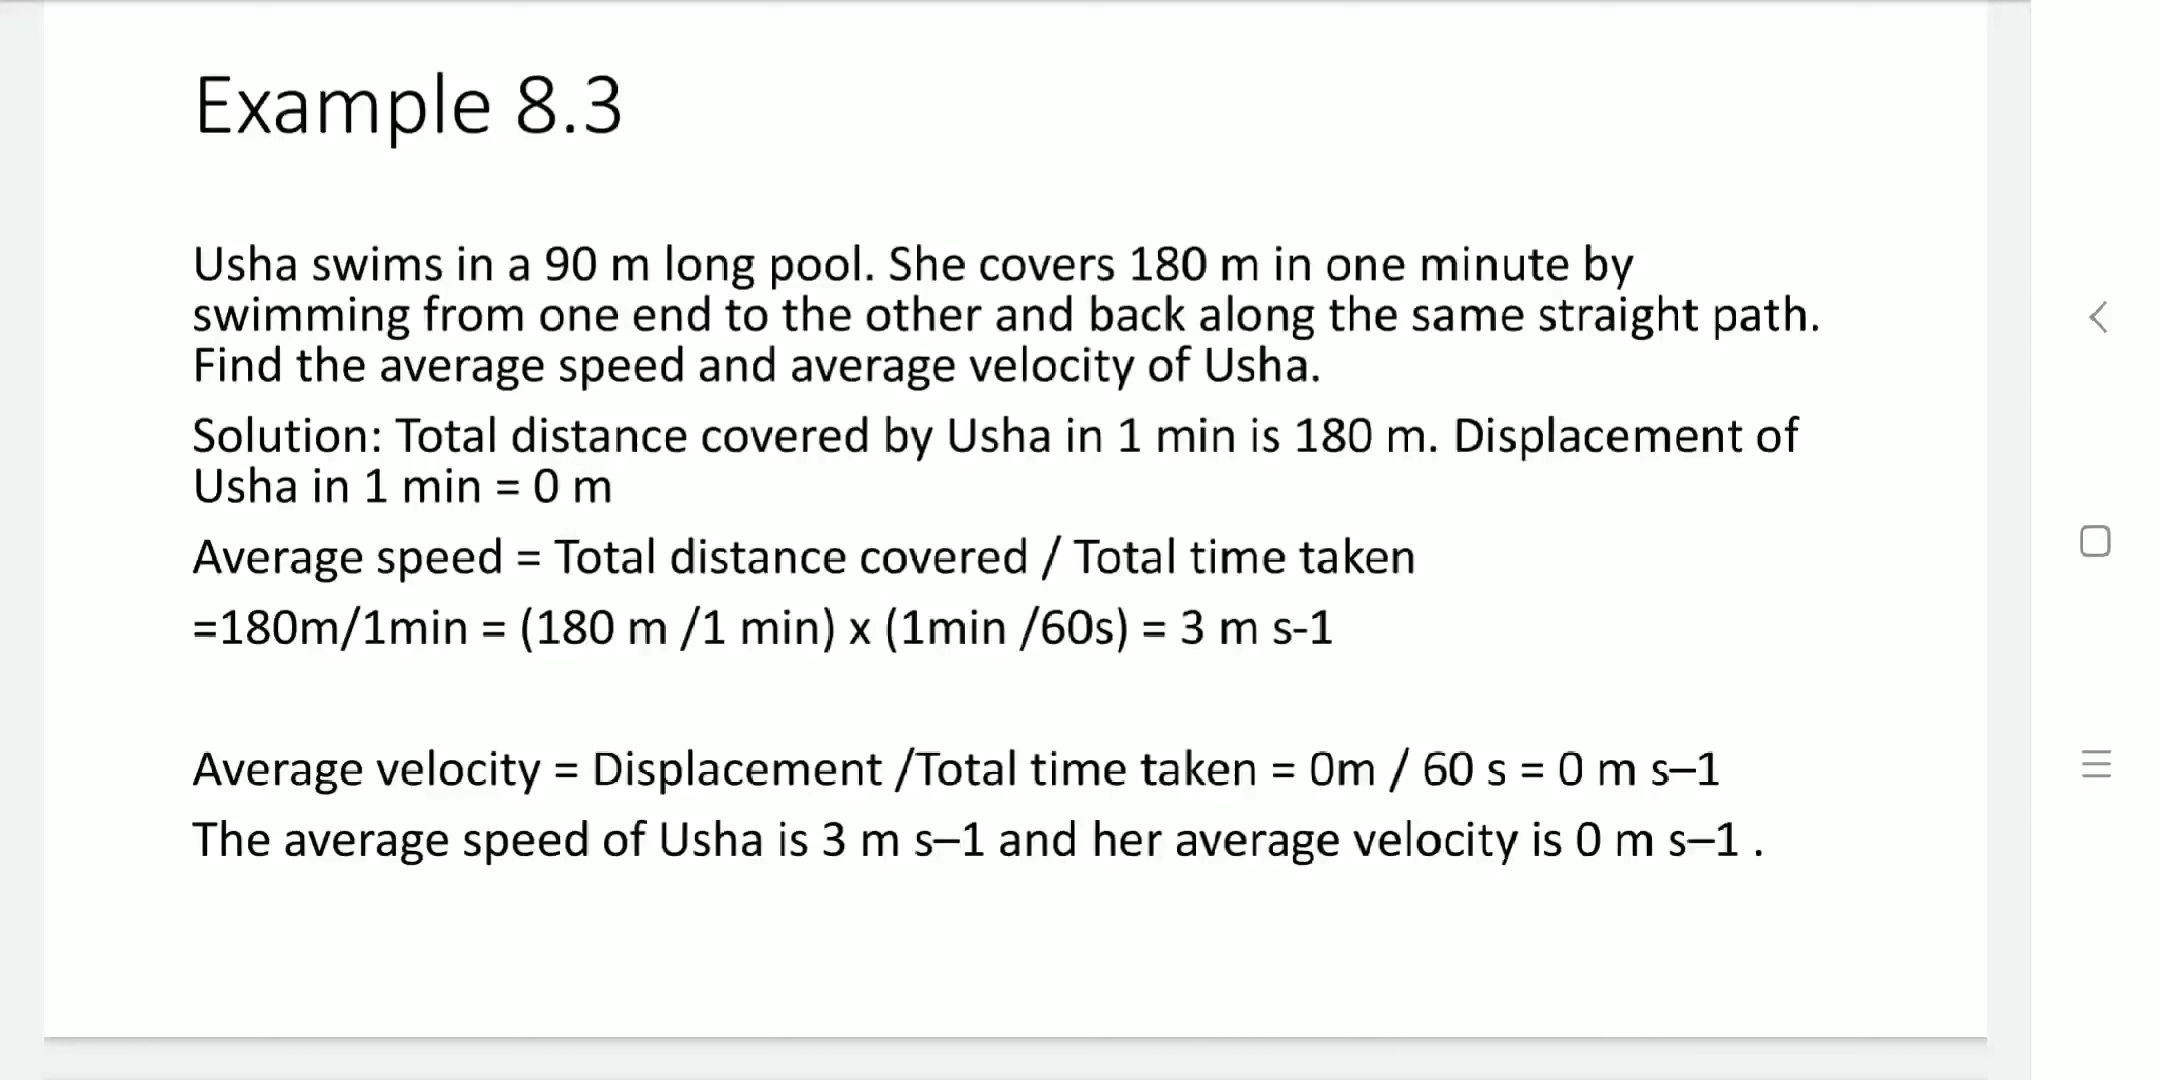 Example 8.3
Usha swims in a 90 m long pool. She covers 180 m in one minute by
swimming from one end to the other and back along the same straight path.
Find the average speed and average velocity of Usha.
Solution: Total distance covered by Usha in 1 min is 180 m. Displacement of
Usha in 1 min = 0 m
Average speed = Total distance covered / Total time taken
=180m/1min = (180 m /1 min) x (1min /60s) = 3 m s-1
Average velocity = Displacement /Total time taken = 0m / 60 s = 0 m s–1
The average speed of Usha is 3 m s–1 and her average velocity is 0 m s–1 .